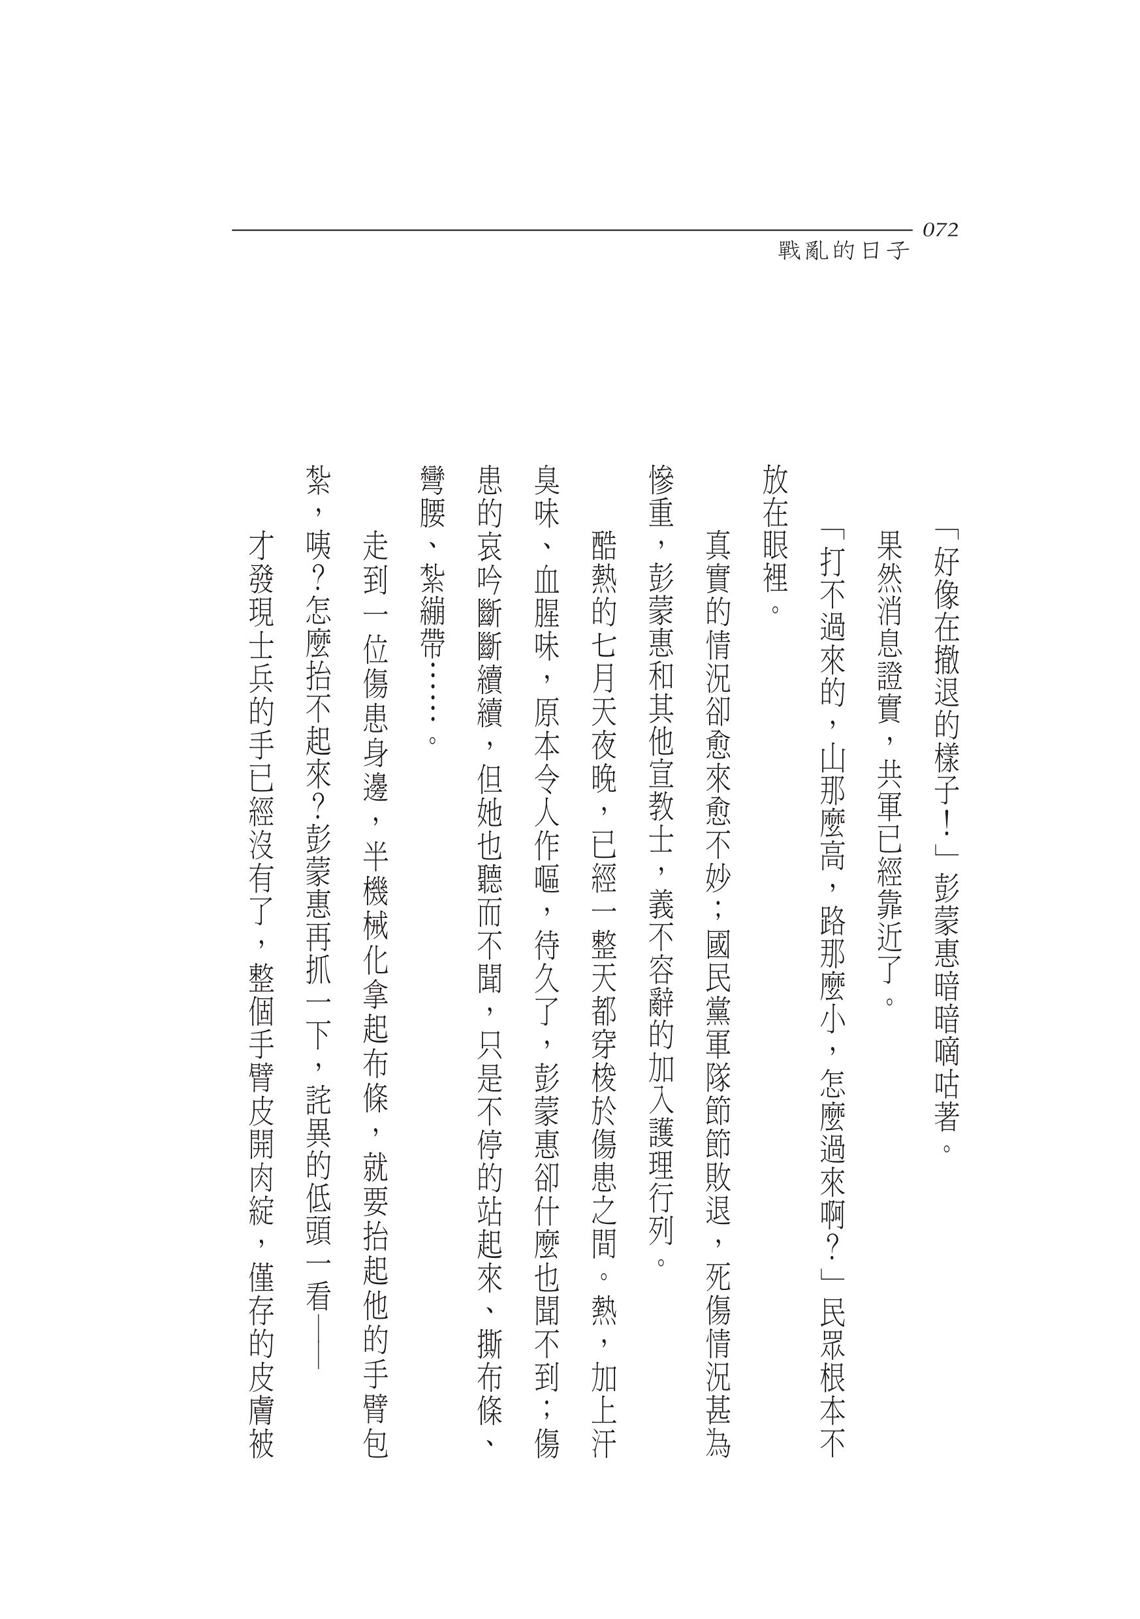 072
戰亂的日子
「好像在撤退的樣子！」彭蒙惠暗暗嘀咕著。
果然消息證實，共軍已經靠近了。
「打不過來的，山那麼高，路那麼小，怎麼過來啊？」民眾根本不
放在眼裡。
真實的情況卻愈來愈不妙；國民黨軍隊節節敗退，死傷情況甚為
慘重，彭蒙惠和其他宣教士，義不容辭的加入護理行列。
酷熱的七月天夜晚，已經一整天都穿梭於傷患之間。熱，加上汗
臭味、血腥味，原本令人作嘔，待久了，彭蒙惠卻什麼也聞不到；傷
患的哀吟斷斷續續，但她也聽而不聞，只是不停的站起來、撕布條、
彎腰、紮繃帶……。
走到一位傷患身邊，半機械化拿起布條，就要抬起他的手臂包
紮，咦？怎麼抬不起來？彭蒙惠再抓一下，詫異的低頭一看——
才發現士兵的手已經沒有了，整個手臂皮開肉綻，僅存的皮膚被